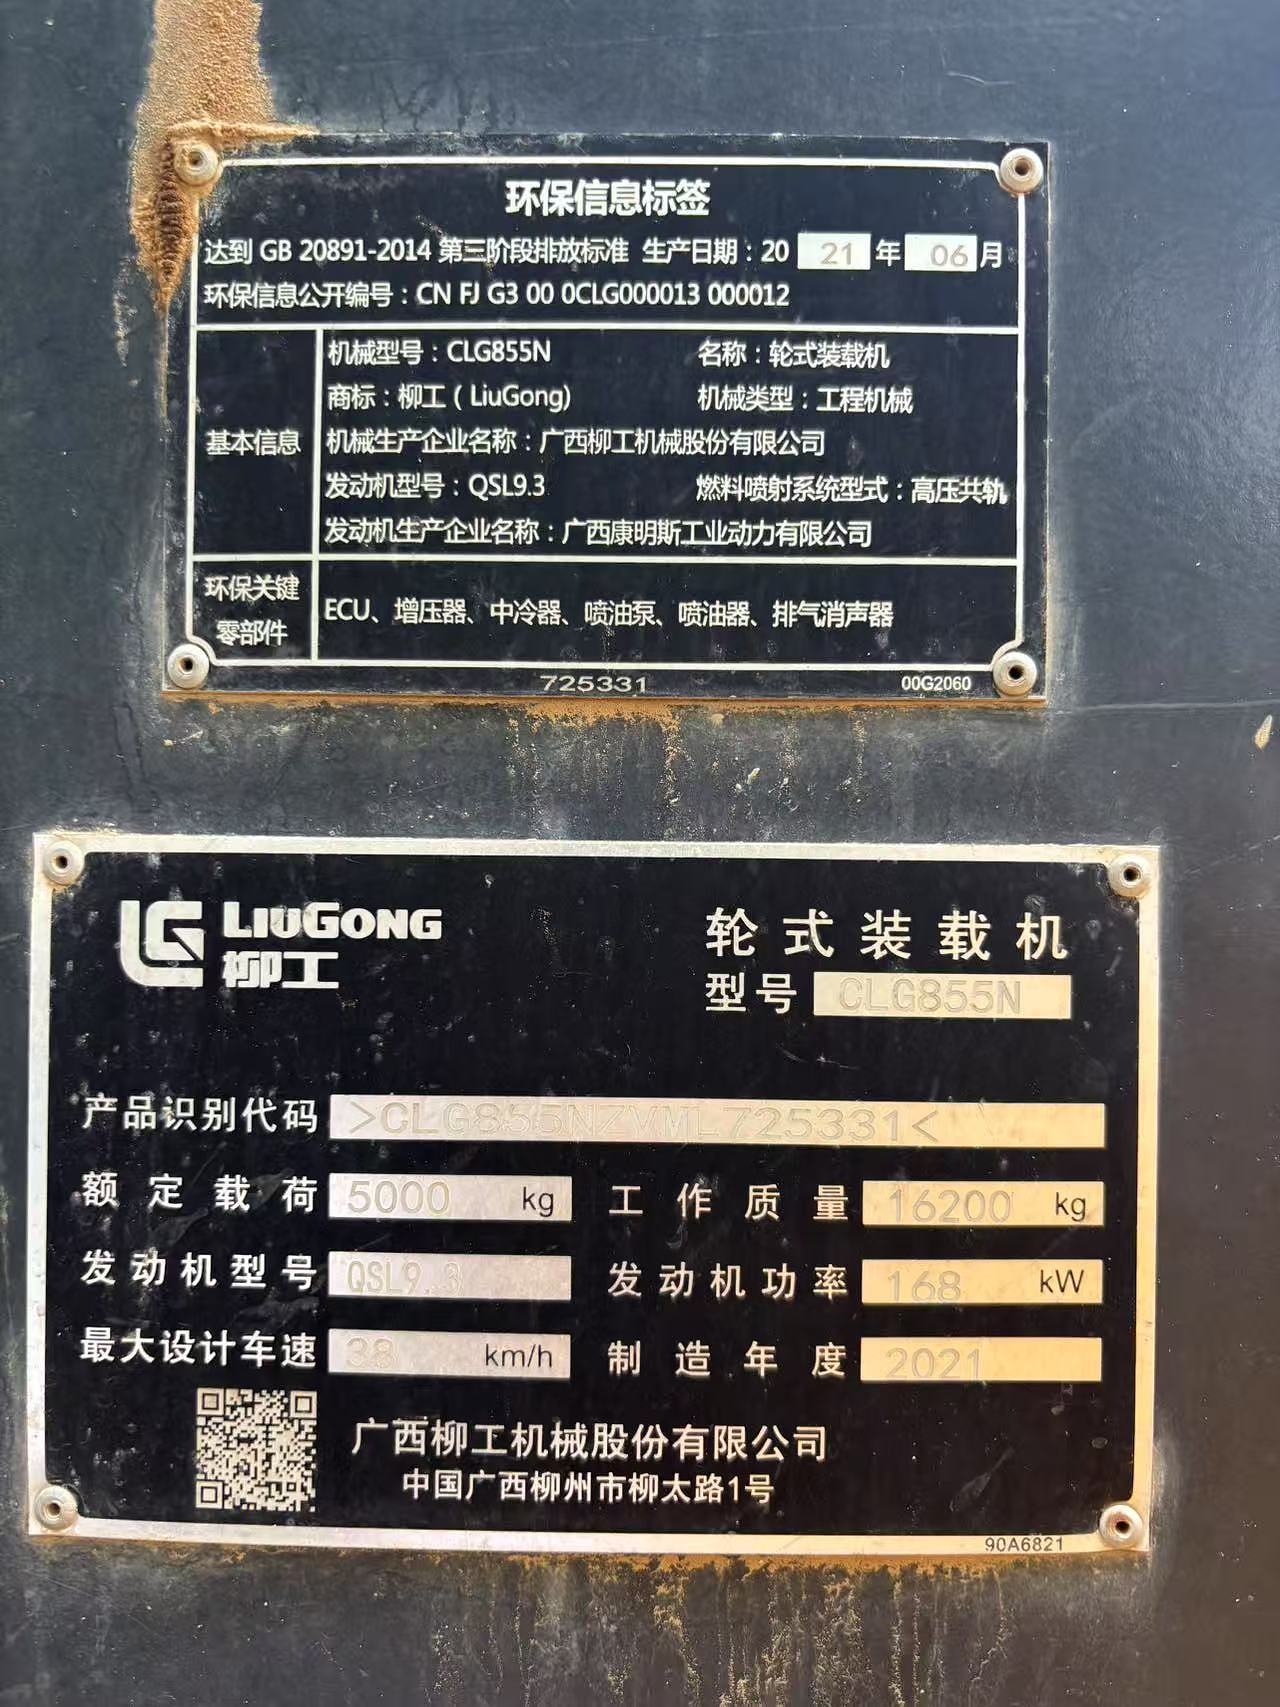 环保信息标签
达到 GB 20891-2014 第三阶段排放标准 生产日期：20 21 年 06 月
环保信息公开编号：CN FJ G3 00 0CLG000013 000012
基本信息
机械型号：CLG855N 名称：轮式装载机
商标：柳工（LiuGong) 机械类型：工程机械
机械生产企业名称：广西柳工机械股份有限公司
发动机型号：QSL9.3 燃料喷射系统型式：高压共轨
发动机生产企业名称：广西康明斯工业动力有限公司
环保关键
零部件
ECU、增压器、中冷器、喷油泵、喷油器、排气消声器
725331 00G2060
LG LIUGONG
柳工
轮式装载机
型号 CLG855N
产品识别代码 >CLG855NZVML725331<
额定载荷 5000 kg 工作质量 16200 kg
发动机型号 QSL9.3 发动机功率 168 kW
最大设计车速 38 km/h 制造年度 2021
广西柳工机械股份有限公司
中国广西柳州市柳太路1号
90A6821